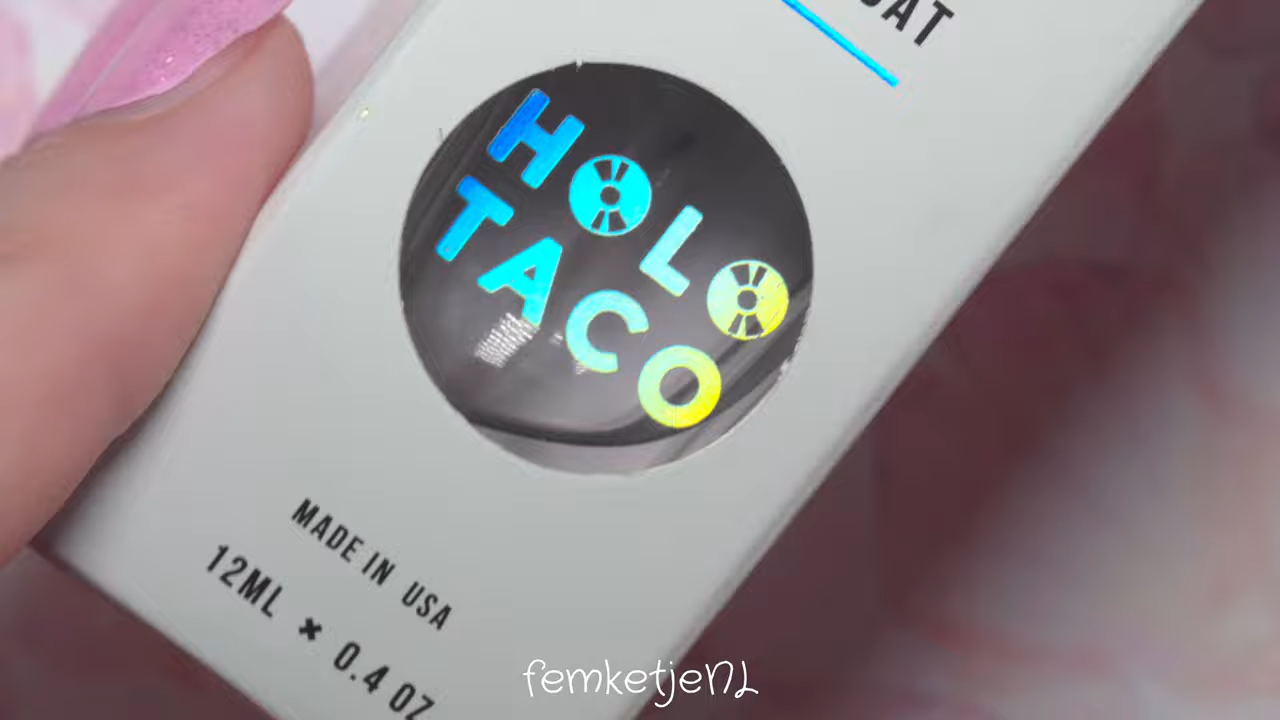 HOLO
TACO
MADE IN USA
12ML × 0.4 OZ
femketjeNL